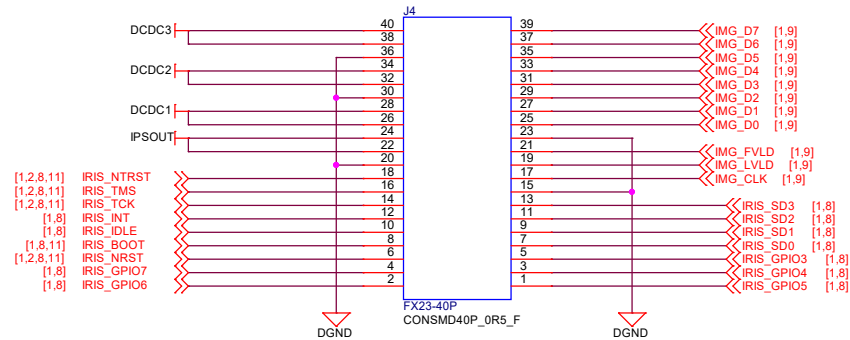 J4
DCDC3 40 39 IMG_D7 [1,9]
38 37 IMG_D6 [1,9]
36 35 IMG_D5 [1,9]
DCDC2 34 33 IMG_D4 [1,9]
32 31 IMG_D3 [1,9]
30 29 IMG_D2 [1,9]
DCDC1 28 27 IMG_D1 [1,9]
26 25 IMG_D0 [1,9]
IPSOUT 24 23
22 21 IMG_FVLD [1,9]
20 19 IMG_LVLD [1,9]
[1,2,8,11] IRIS_NTRST 18 17 IMG_CLK [1,9]
[1,2,8,11] IRIS_TMS 16 15
[1,2,8,11] IRIS_TCK 14 13 IRIS_SD3 [1,8]
[1,8] IRIS_INT 12 11 IRIS_SD2 [1,8]
[1,8] IRIS_IDLE 10 9 IRIS_SD1 [1,8]
[1,8,11] IRIS_BOOT 8 7 IRIS_SD0 [1,8]
[1,2,8,11] IRIS_NRST 6 5 IRIS_GPIO3 [1,8]
[1,8] IRIS_GPIO7 4 3 IRIS_GPIO4 [1,8]
[1,8] IRIS_GPIO6 2 1 IRIS_GPIO5 [1,8]
FX23-40P
CONSMD40P_0R5_F
DGND DGND